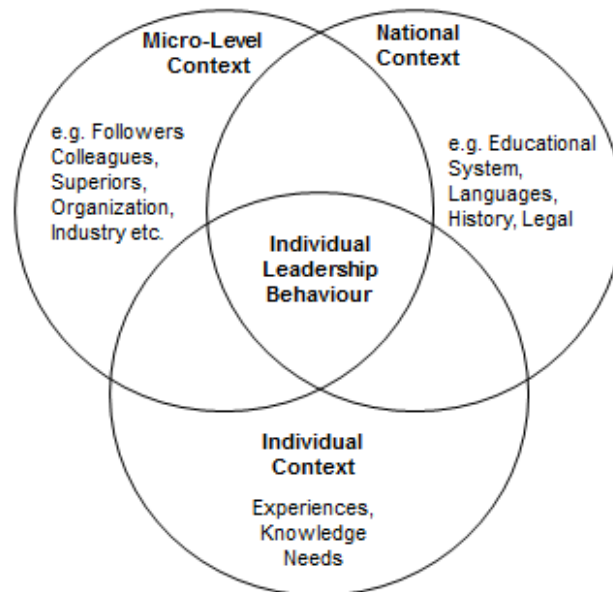 Micro-Level
Context
National
Context
e.g. Followers
Colleagues,
Superiors,
Organization,
Industry etc.
e.g. Educational
System,
Languages,
History, Legal
Individual
Leadership
Behaviour
Individual
Context
Experiences,
Knowledge
Needs